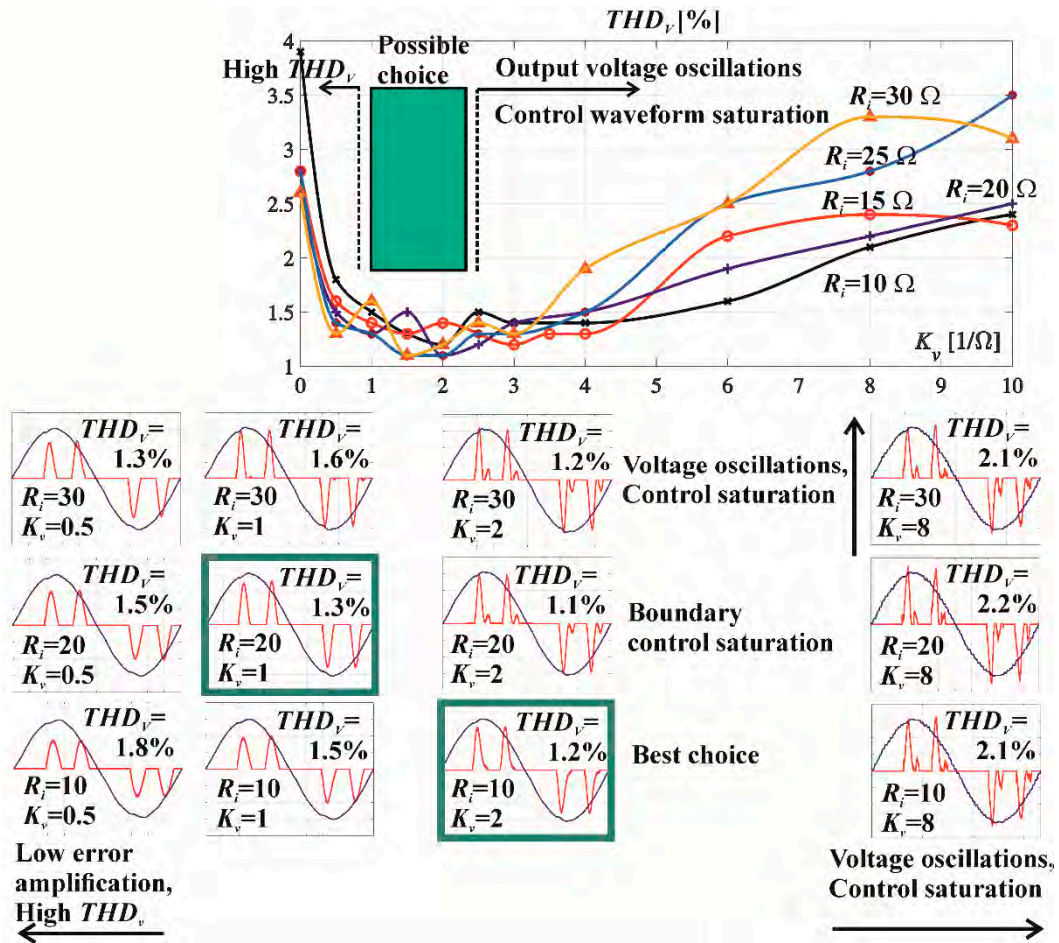 THD_V [%]
4
3.5
3
2.5
2
1.5
1
High THD_V
Possible
choice
Output voltage oscillations
Control waveform saturation
R_i=30 Ω
R_i=25 Ω
R_i=20 Ω
R_i=15 Ω
R_i=10 Ω
K_v [1/Ω]
0 1 2 3 4 5 6 7 8 9 10
THD_V=
1.3%
R_i=30
K_v=0.5
THD_V=
1.6%
R_i=30
K_v=1
THD_V=
1.2%
R_i=30
K_v=2
Voltage oscillations,
Control saturation
THD_V=
2.1%
R_i=30
K_v=8
THD_V=
1.5%
R_i=20
K_v=0.5
THD_V=
1.3%
R_i=20
K_v=1
THD_V=
1.1%
R_i=20
K_v=2
Boundary
control saturation
THD_V=
2.2%
R_i=20
K_v=8
THD_V=
1.8%
R_i=10
K_v=0.5
THD_V=
1.5%
R_i=10
K_v=1
THD_V=
1.2%
R_i=10
K_v=2
Best choice
THD_V=
2.1%
R_i=10
K_v=8
Low error
amplification,
High THD_v
Voltage oscillations,
Control saturation